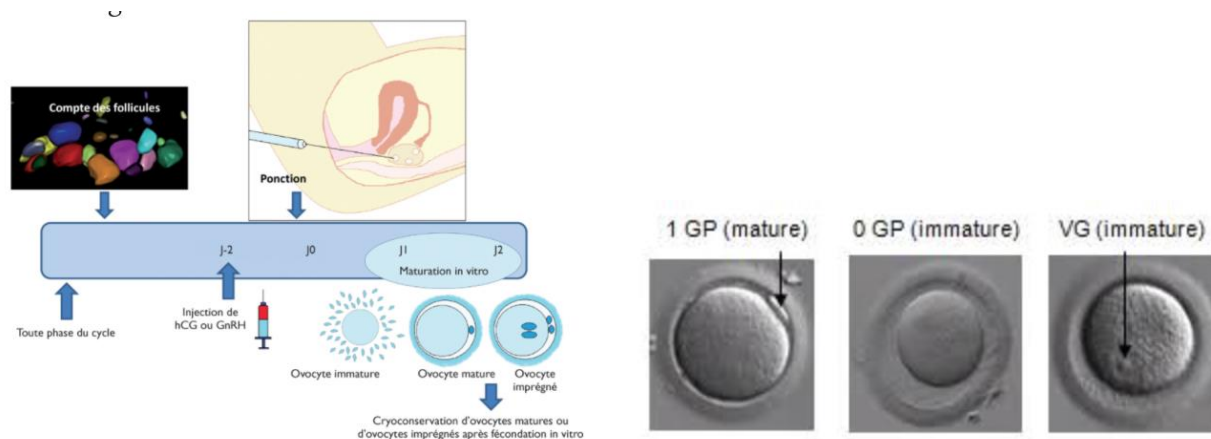 Compte des follicules
Ponction
J-2
J0
J1
J2
Maturation in vitro
Toute phase du cycle
Injection de
hCG ou GnRH
Ovocyte immature
Ovocyte mature
Ovocyte
imprégné
Cryoconservation d'ovocytes matures ou
d'ovocytes imprégnés après fécondation in vitro
1 GP (mature)
0 GP (immature)
VG (immature)